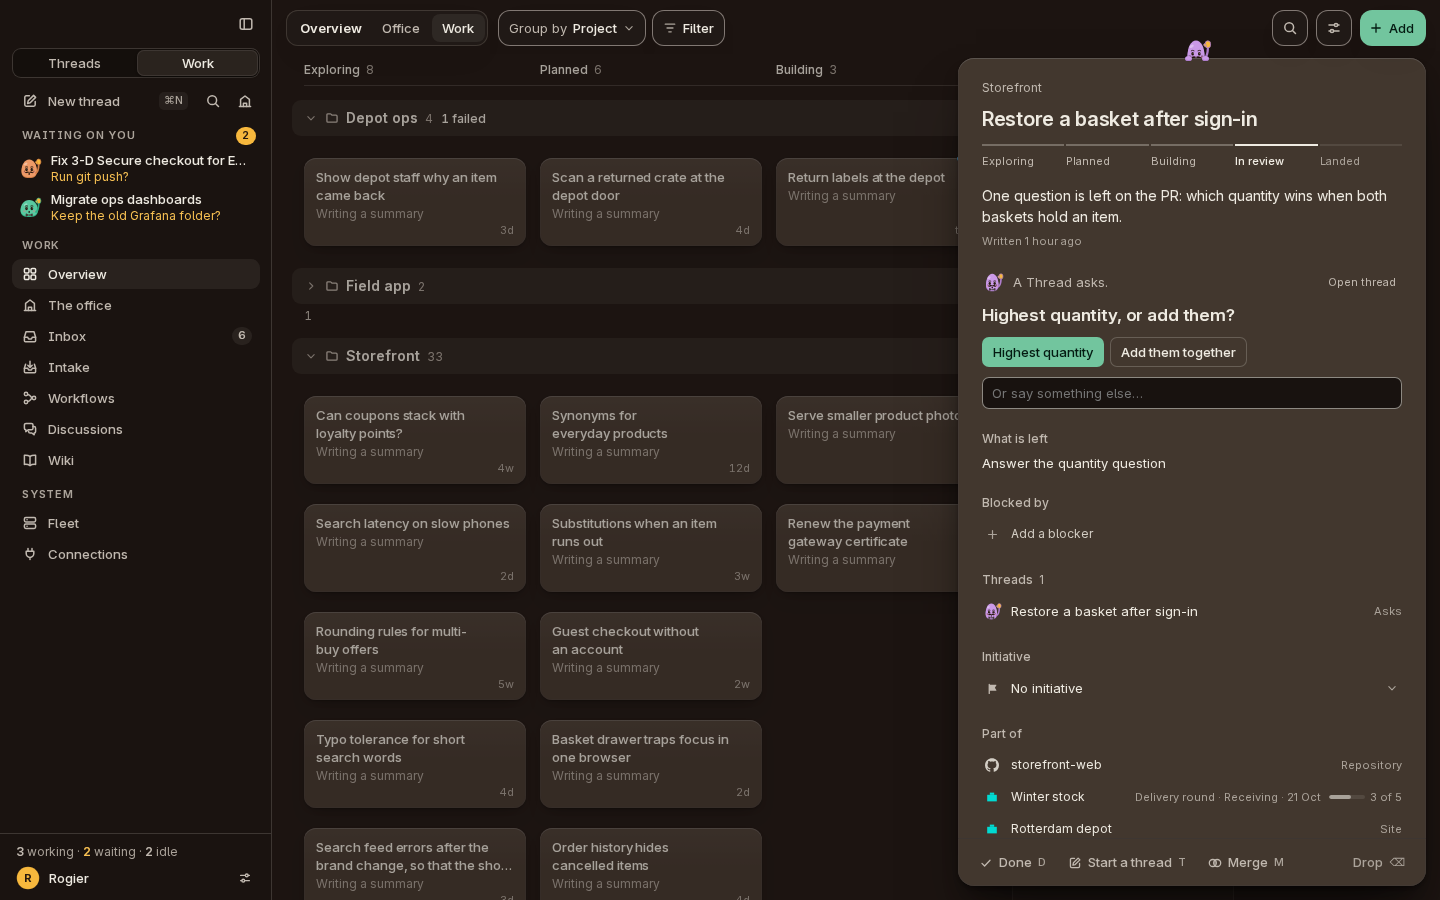 Threads
Work
New thread
⌘N
WAITING ON YOU
2
Fix 3-D Secure checkout for E…
Run git push?
Migrate ops dashboards
Keep the old Grafana folder?
WORK
Overview
The office
Inbox
6
Intake
Workflows
Discussions
Wiki
SYSTEM
Fleet
Connections
3 working · 2 waiting · 2 idle
R
Rogier
Overview
Office
Work
Group by Project
Filter
Add
Exploring 8
Planned 6
Building 3
Depot ops 4 1 failed
Show depot staff why an item
came back
Writing a summary
3d
Scan a returned crate at the
depot door
Writing a summary
4d
Return labels at the depot
Writing a summary
Field app 2
1
Storefront 33
Can coupons stack with
loyalty points?
Writing a summary
4w
Synonyms for
everyday products
Writing a summary
12d
Serve smaller product photo
Writing a summary
Search latency on slow phones
Writing a summary
2d
Substitutions when an item
runs out
Writing a summary
3w
Renew the payment
gateway certificate
Writing a summary
Rounding rules for multi-
buy offers
Writing a summary
5w
Guest checkout without
an account
Writing a summary
2w
Typo tolerance for short
search words
Writing a summary
4d
Basket drawer traps focus in
one browser
Writing a summary
2d
Search feed errors after the
brand change, so that the sho…
Writing a summary
3d
Order history hides
cancelled items
Writing a summary
4d
Storefront
Restore a basket after sign-in
Exploring
Planned
Building
In review
Landed
One question is left on the PR: which quantity wins when both
baskets hold an item.
Written 1 hour ago
A Thread asks.
Open thread
Highest quantity, or add them?
Highest quantity
Add them together
Or say something else…
What is left
Answer the quantity question
Blocked by
Add a blocker
Threads 1
Restore a basket after sign-in
Asks
Initiative
No initiative
Part of
storefront-web
Repository
Winter stock
Delivery round · Receiving · 21 Oct
3 of 5
Rotterdam depot
Site
Done D
Start a thread T
Merge M
Drop ⌫